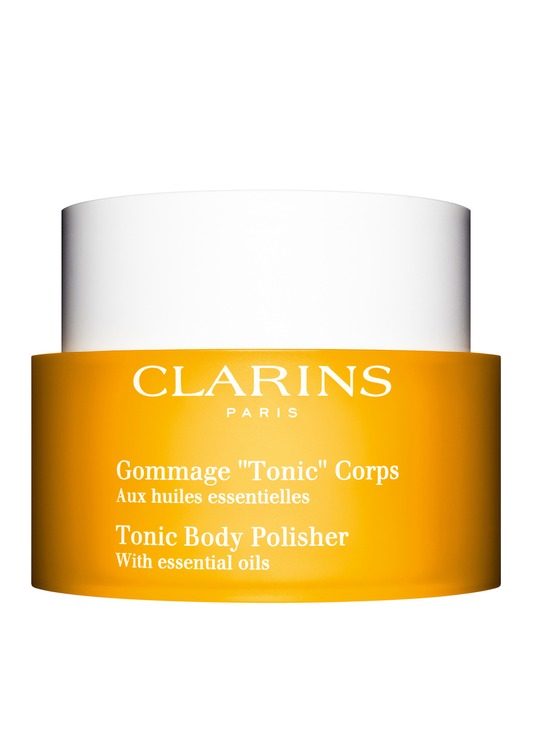 CLARINS
PARIS
Gommage "Tonic" Corps
Aux huiles essentielles
Tonic Body Polisher
With essential oils